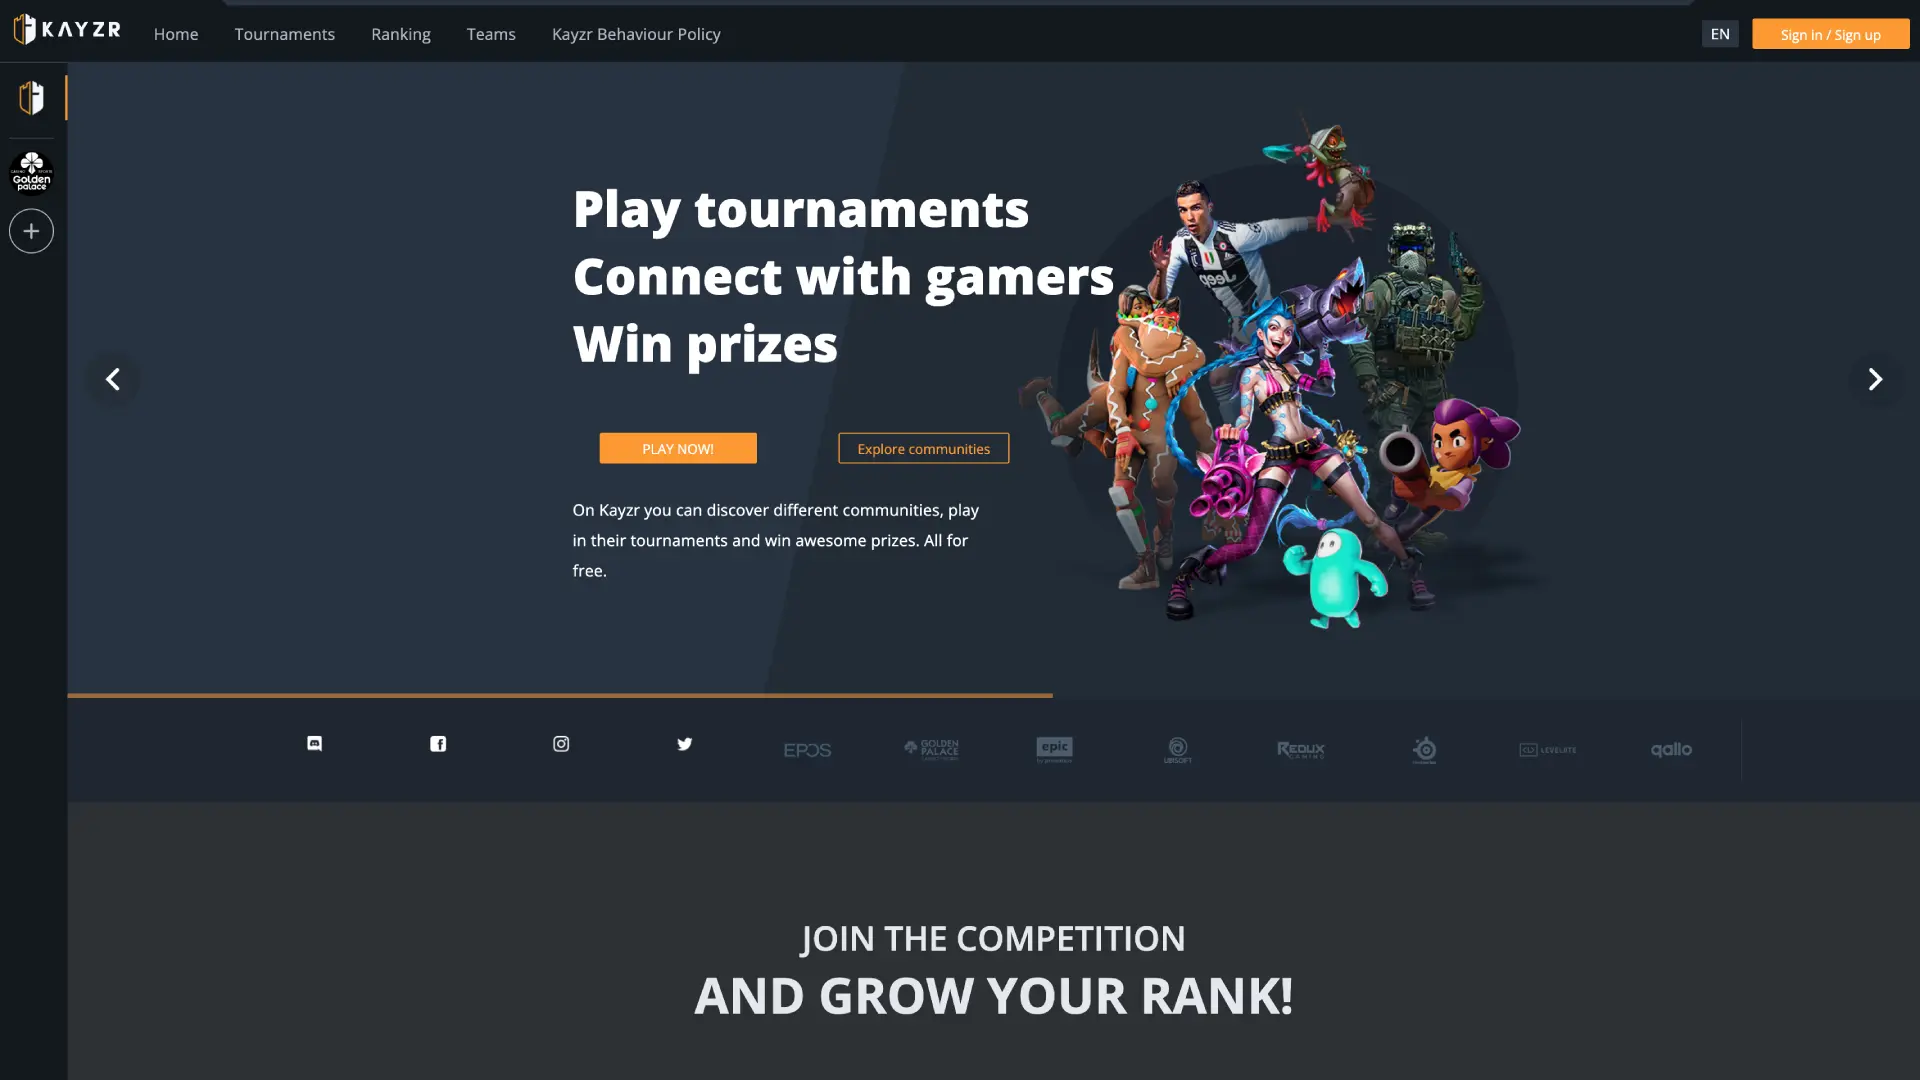 KAYZR
Home
Tournaments
Ranking
Teams
Kayzr Behaviour Policy
EN
Sign in / Sign up
Golden
palace
Play tournaments
Connect with gamers
Win prizes
Jeep
PLAY NOW!
Explore communities
On Kayzr you can discover different communities, play
in their tournaments and win awesome prizes. All for
free.
EPOS
GOLDEN
PALACE
epic
UBISOFT
REDUX
GAMING
LEVELITE
qallo
JOIN THE COMPETITION
AND GROW YOUR RANK!